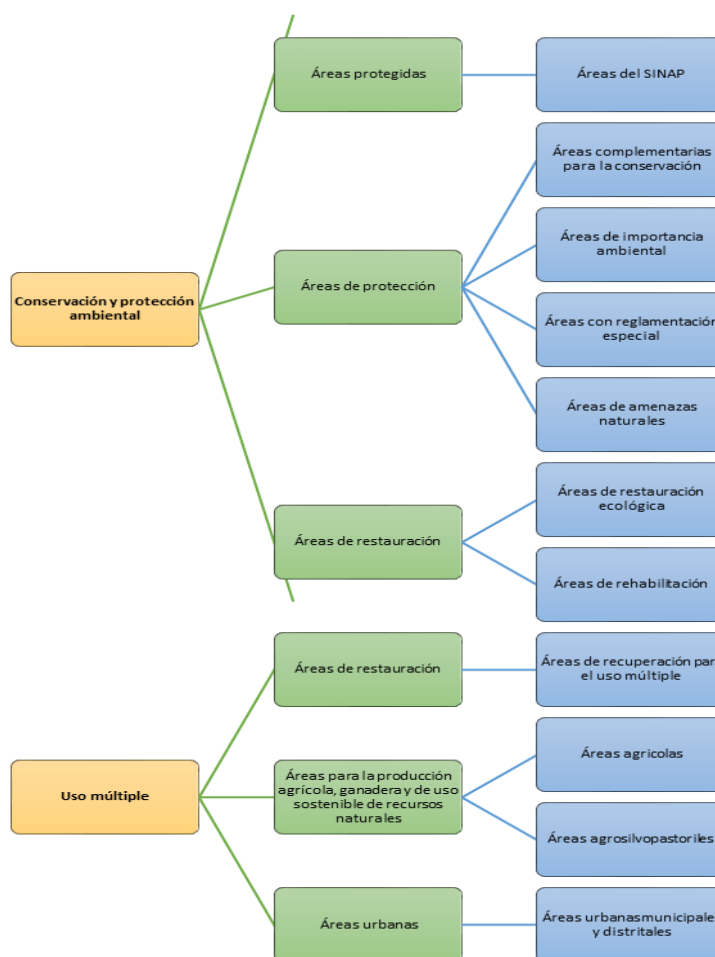 Conservación y protección
ambiental
Áreas protegidas
Áreas del SINAP
Áreas de protección
Áreas complementarias
para la conservación
Áreas de importancia
ambiental
Áreas con reglamentación
especial
Áreas de amenazas
naturales
Áreas de restauración
Áreas de restauración
ecológica
Áreas de rehabilitación
Uso múltiple
Áreas de restauración
Áreas de recuperación par
el uso múltiple
Áreas para la producción
agrícola, ganadera y de uso
sostenible de recursos
naturales
Áreas agricolas
Áreas agrosilvopastoriles
Áreas urbanas
Áreas urbanasmunicipales
y distritales